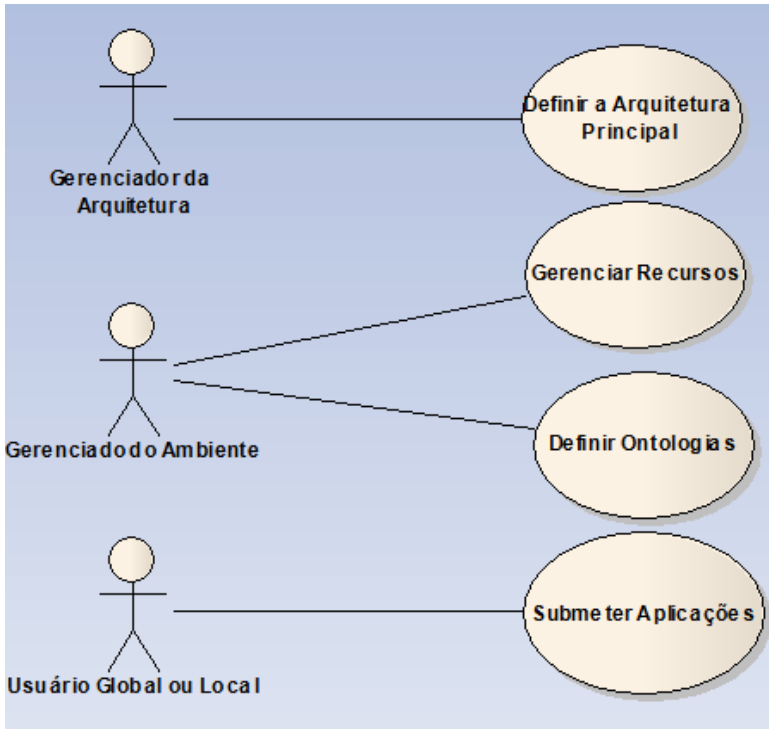 Definir a Arquitetura
Principal
Gerenciador da
Arquitetura
Gerenciar Recursos
Gerenciado do Ambiente
Definir Ontologias
Submeter Aplicações
Usuário Global ou Local